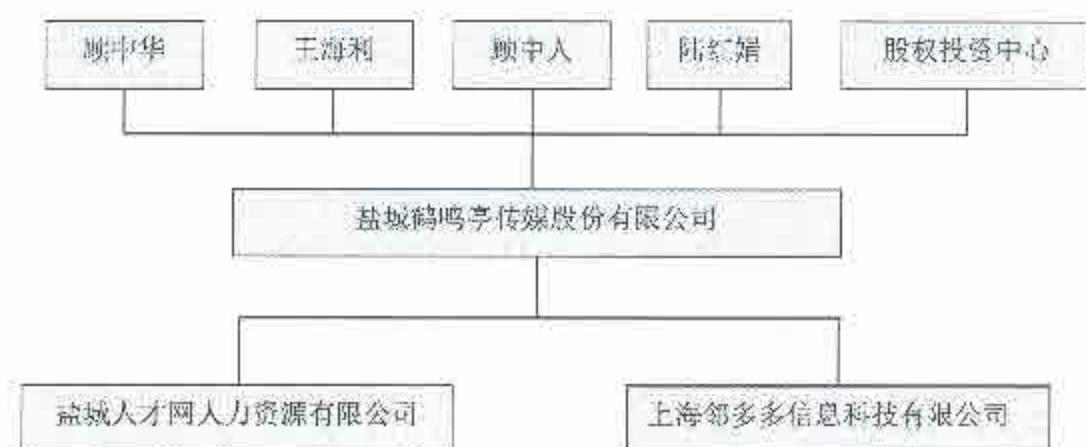 顾中华
王海利
顾中人
陆红娟
股权投资中心
盐城鹤鸣亭传媒股份有限公司
盐城人才网人力资源有限公司
上海邻多多信息科技有限公司